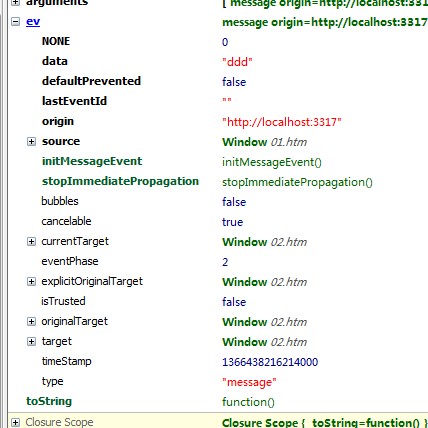 arguments [ message origin=http://localhost:3317
ev message origin=http://localhost:3317
NONE 0
data "ddd"
defaultPrevented false
lastEventId ""
origin "http://localhost:3317"
source Window 01.htm
initMessageEvent initMessageEvent()
stopImmediatePropagation stopImmediatePropagation()
bubbles false
cancelable true
currentTarget Window 02.htm
eventPhase 2
explicitOriginalTarget Window 02.htm
isTrusted false
originalTarget Window 02.htm
target Window 02.htm
timeStamp 1366438216214000
type "message"
toString function()
Closure Scope Closure Scope { toString=function() }